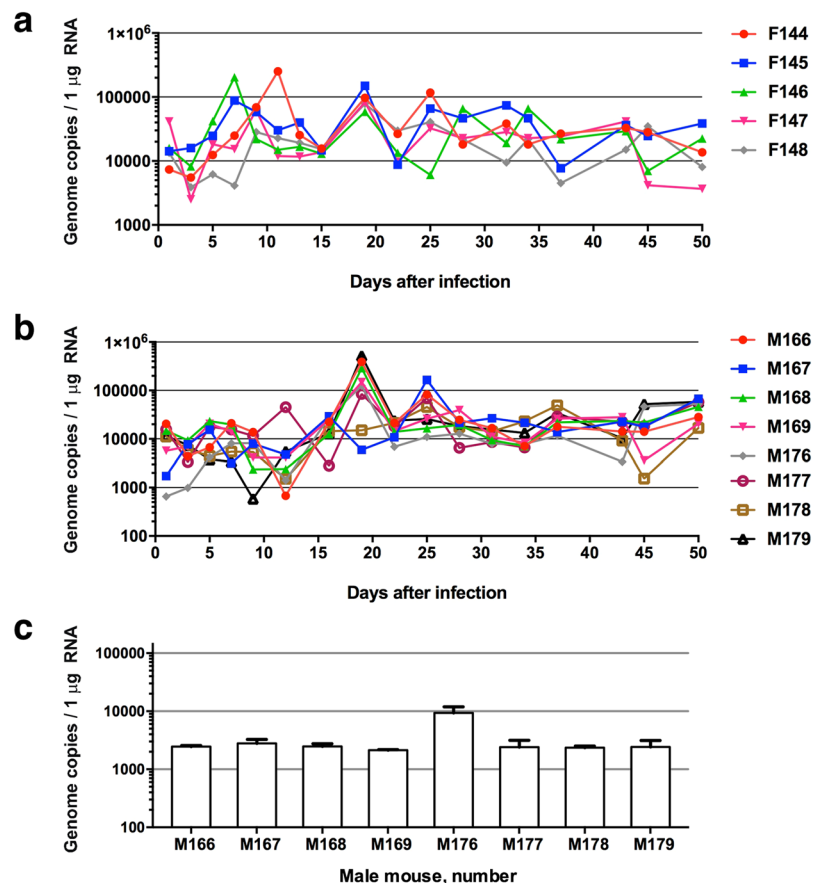 a
Genome copies / 1 µg RNA
1×10⁶
100000
10000
1000
0 5 10 15 20 25 30 35 40 45 50
Days after infection
F144
F145
F146
F147
F148
b
Genome copies / 1 µg RNA
1×10⁶
100000
10000
1000
100
0 5 10 15 20 25 30 35 40 45 50
Days after infection
M166
M167
M168
M169
M176
M177
M178
M179
c
Genome copies / 1 µg RNA
100000
10000
1000
100
M166 M167 M168 M169 M176 M177 M178 M179
Male mouse, number